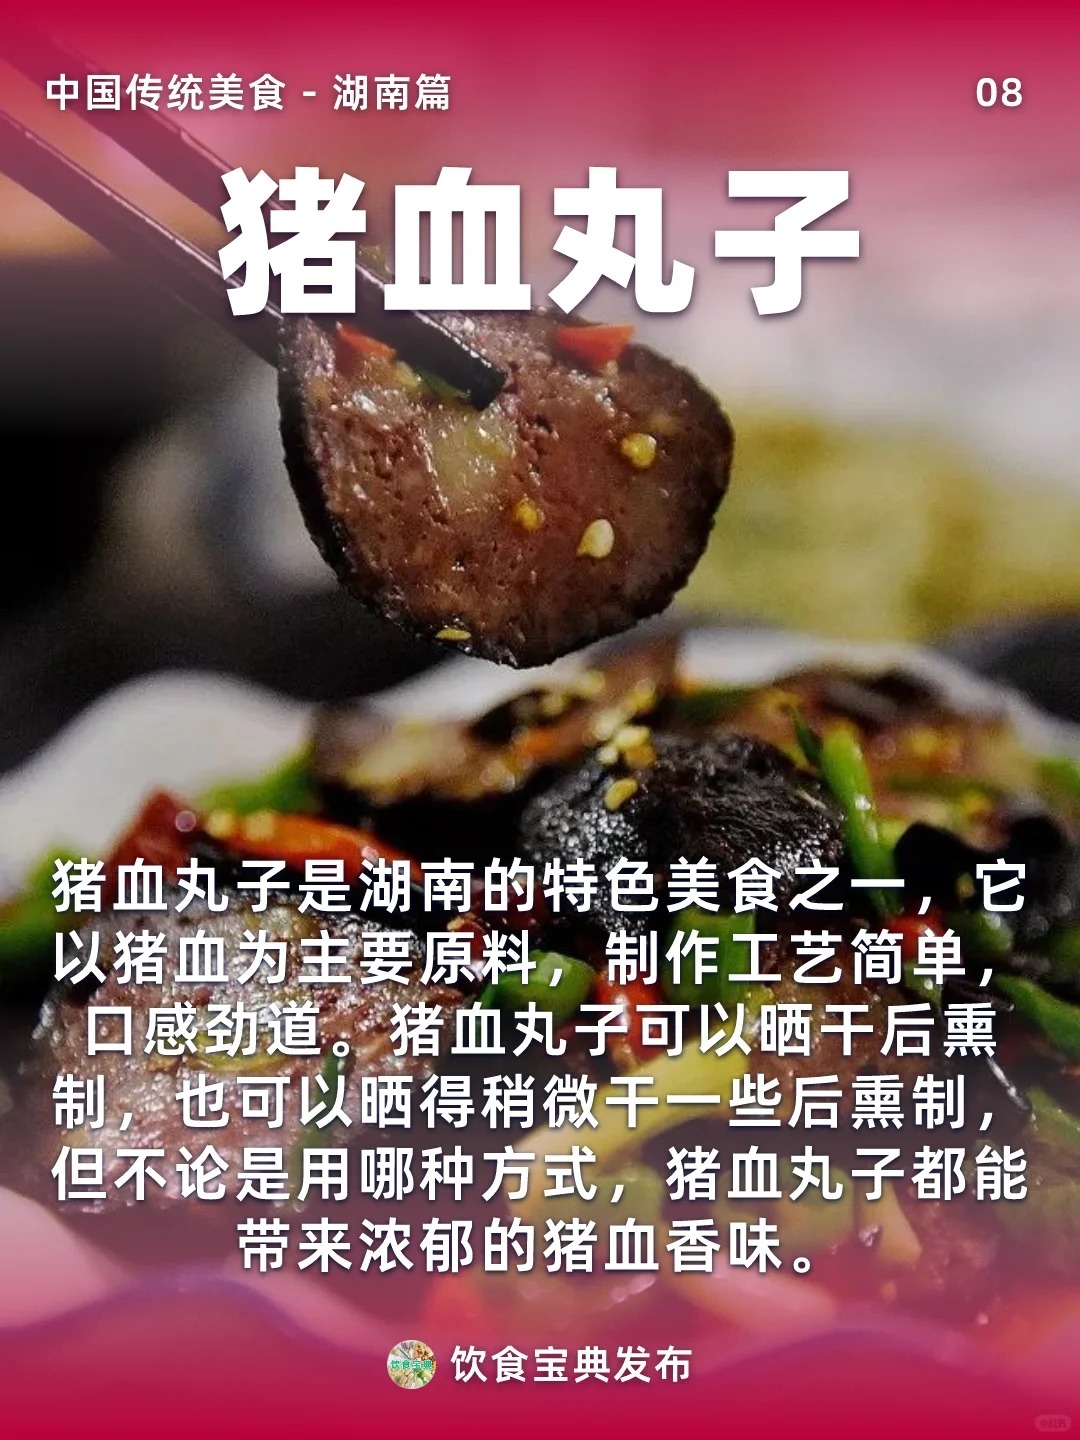 中国传统美食 - 湖南篇
08
猪血丸子
猪血丸子是湖南的特色美食之一，它
以猪血为主要原料，制作工艺简单，
口感劲道。猪血丸子可以晒干后熏
制，也可以晒得稍微干一些后熏制，
但不论是用哪种方式，猪血丸子都能
带来浓郁的猪血香味。
饮食宝典
饮食宝典发布
小红书